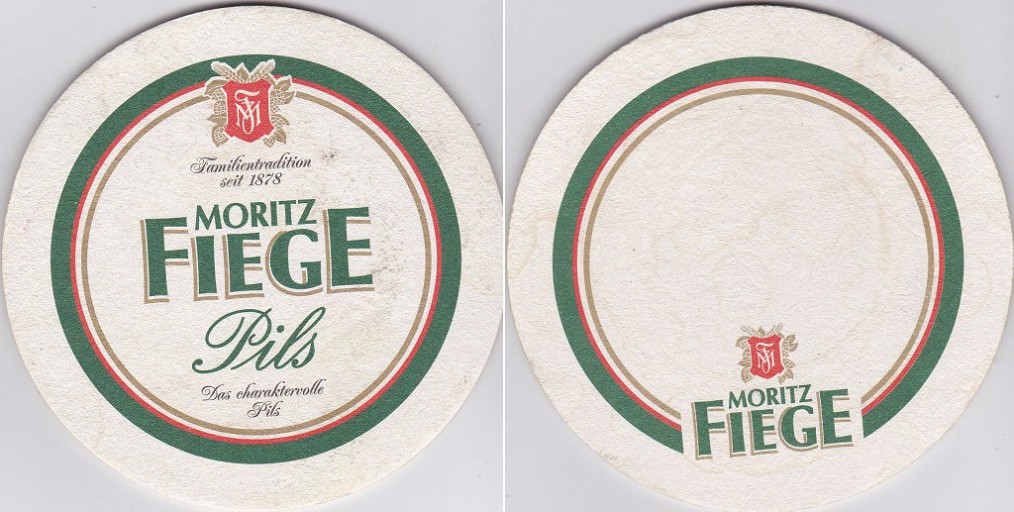 Familientradition
seit 1878
MORITZ
FIEGE
Pils
Das charaktervolle
Pils
MORITZ
FIEGE